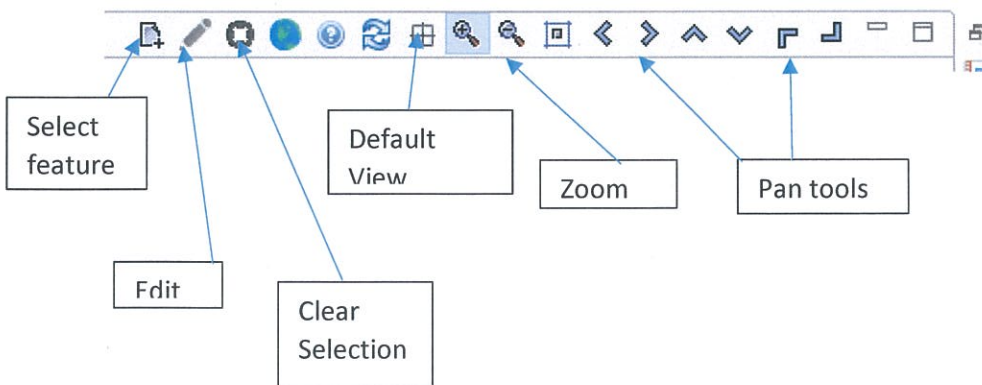 Select
feature
Default
View
Zoom
Pan tools
Edit
Clear
Selection